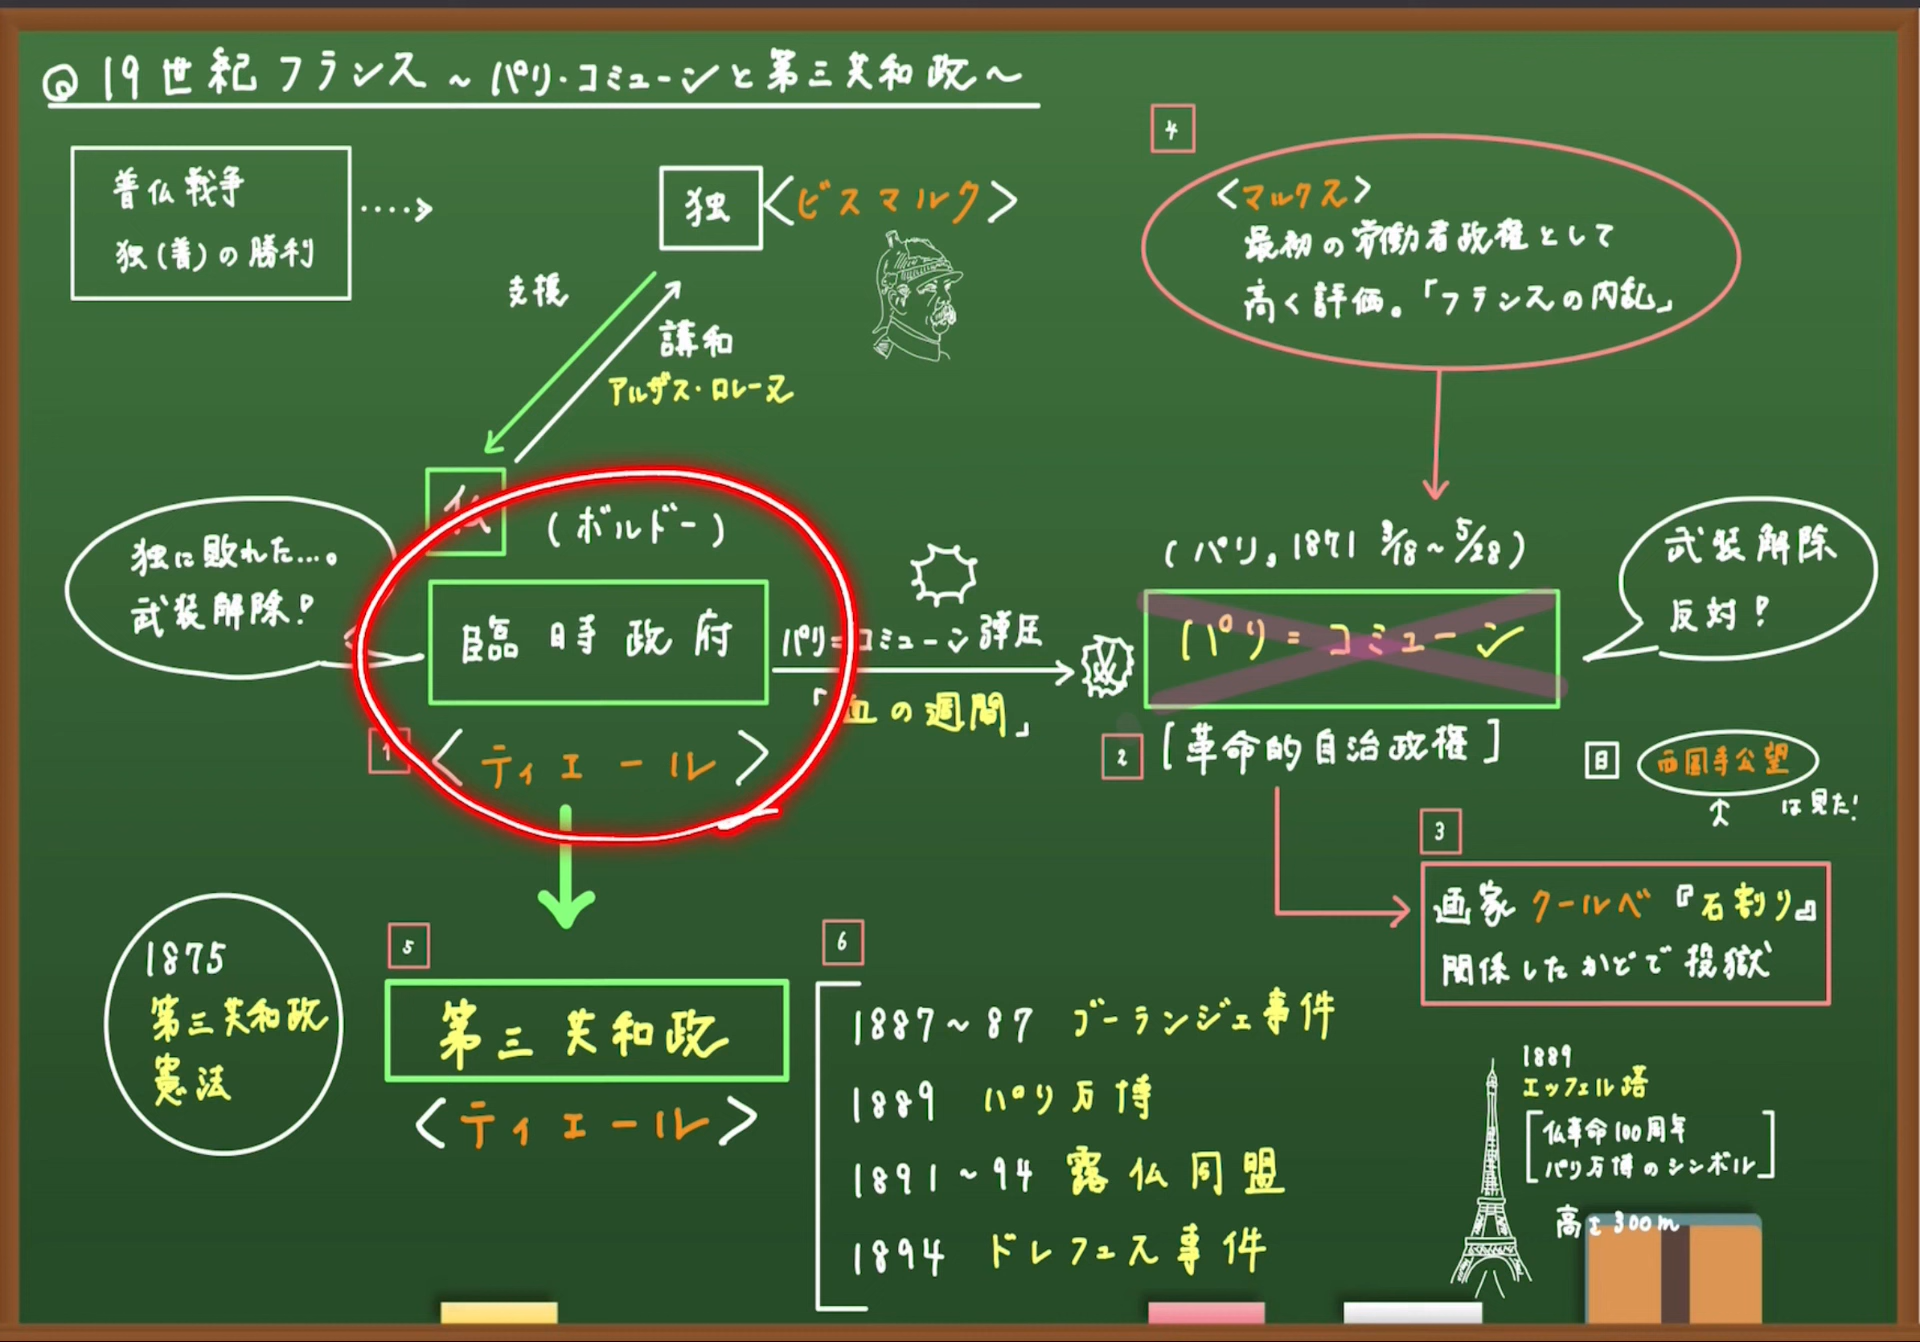 19世紀フランス ～パリ・コミューンと第三共和政～
普仏戦争
独(普)の勝利
独
<ビスマルク>
支援
講和
アルザス・ロレーヌ
4
<マルクス>
最初の労働者政権として
高く評価。「フランスの内乱」
仏
(ボルドー)
独に敗れた…。
武装解除!
臨時政府
パリ=コミューン弾圧
「血の週間」
1
<ティエール>
(パリ, 1871 3/18～5/28)
パリ=コミューン
武装解除
反対!
2
[革命的自治政権]
日
西園寺公望
は見た!
3
画家 クールベ 『石割り』
関係したかどで投獄
1875
第三共和政
憲法
5
第三共和政
<ティエール>
6
1887～87 ブーランジェ事件
1889 パリ万博
1891～94 露仏同盟
1894 ドレフュス事件
1889
エッフェル塔
仏革命100周年
パリ万博のシンボル
高さ300m